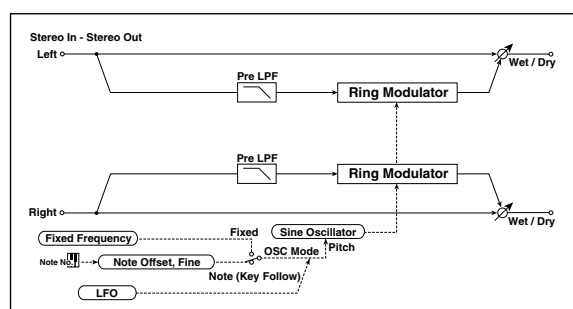 Stereo In - Stereo Out
Left
Wet / Dry
Pre LPF
Ring Modulator
Pre LPF
Ring Modulator
Right
Wet / Dry
Fixed Frequency
Fixed
Sine Oscillator
OSC Mode
Pitch
Note No.
Note Offset, Fine
Note (Key Follow)
LFO